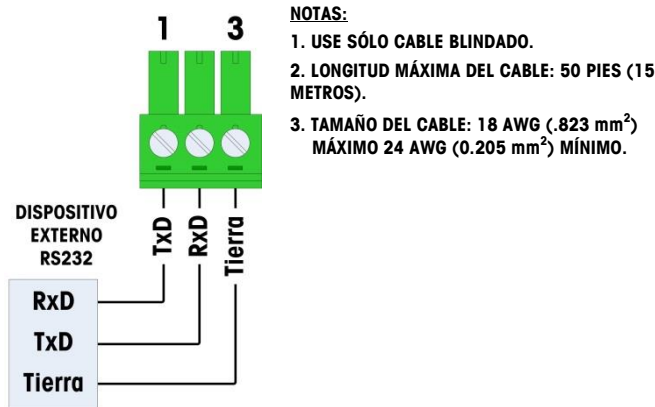 1 3
TxD
RxD
Tierra
DISPOSITIVO
EXTERNO
RS232
RxD
TxD
Tierra
NOTAS:
1. USE SÓLO CABLE BLINDADO.
2. LONGITUD MÁXIMA DEL CABLE: 50 PIES (15
METROS).
3. TAMAÑO DEL CABLE: 18 AWG (.823 mm²)
MÁXIMO 24 AWG (0.205 mm²) MÍNIMO.